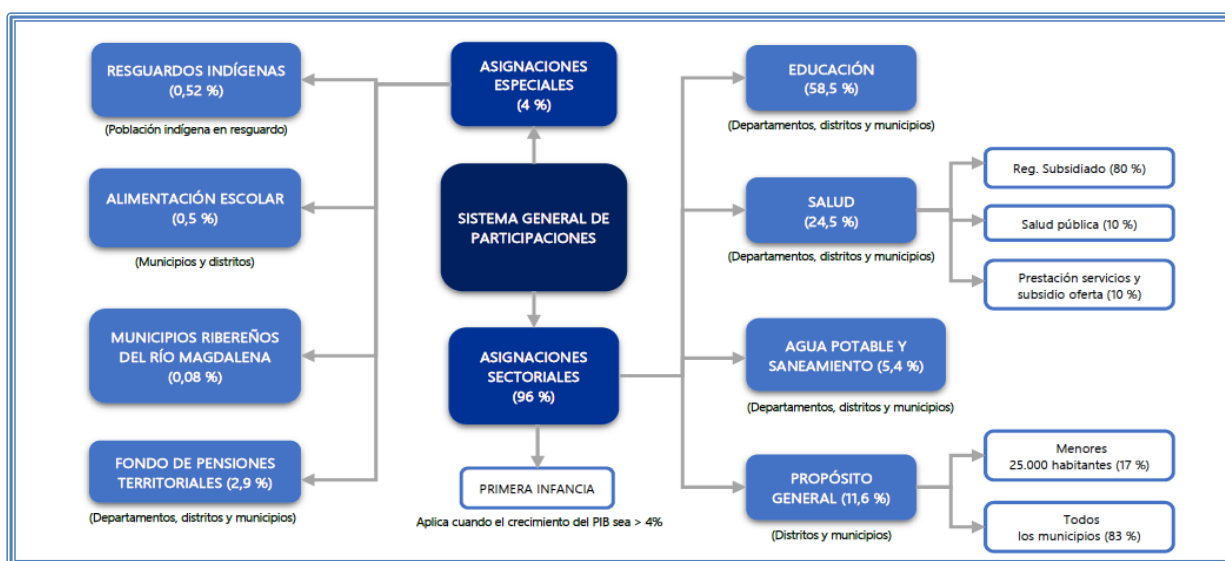 RESGUARDOS INDÍGENAS
(0,52 %)
(Población indígena en resguardo)
ALIMENTACIÓN ESCOLAR
(0,5 %)
(Municipios y distritos)
MUNICIPIOS RIBEREÑOS
DEL RÍO MAGDALENA
(0,08 %)
FONDO DE PENSIONES
TERRITORIALES (2,9 %)
(Departamentos, distritos y municipios)
ASIGNACIONES
ESPECIALES
(4 %)
SISTEMA GENERAL DE
PARTICIPACIONES
ASIGNACIONES
SECTORIALES
(96 %)
PRIMERA INFANCIA
Aplica cuando el crecimiento del PIB sea > 4%
EDUCACIÓN
(58,5 %)
(Departamentos, distritos y municipios)
SALUD
(24,5 %)
(Departamentos, distritos y municipios)
AGUA POTABLE Y
SANEAMIENTO (5,4 %)
(Departamentos, distritos y municipios)
PROPÓSITO
GENERAL (11,6 %)
(Distritos y municipios)
Reg. Subsidiado (80 %)
Salud pública (10 %)
Prestación servicios y
subsidio oferta (10 %)
Menores
25.000 habitantes (17 %)
Todos
los municipios (83 %)